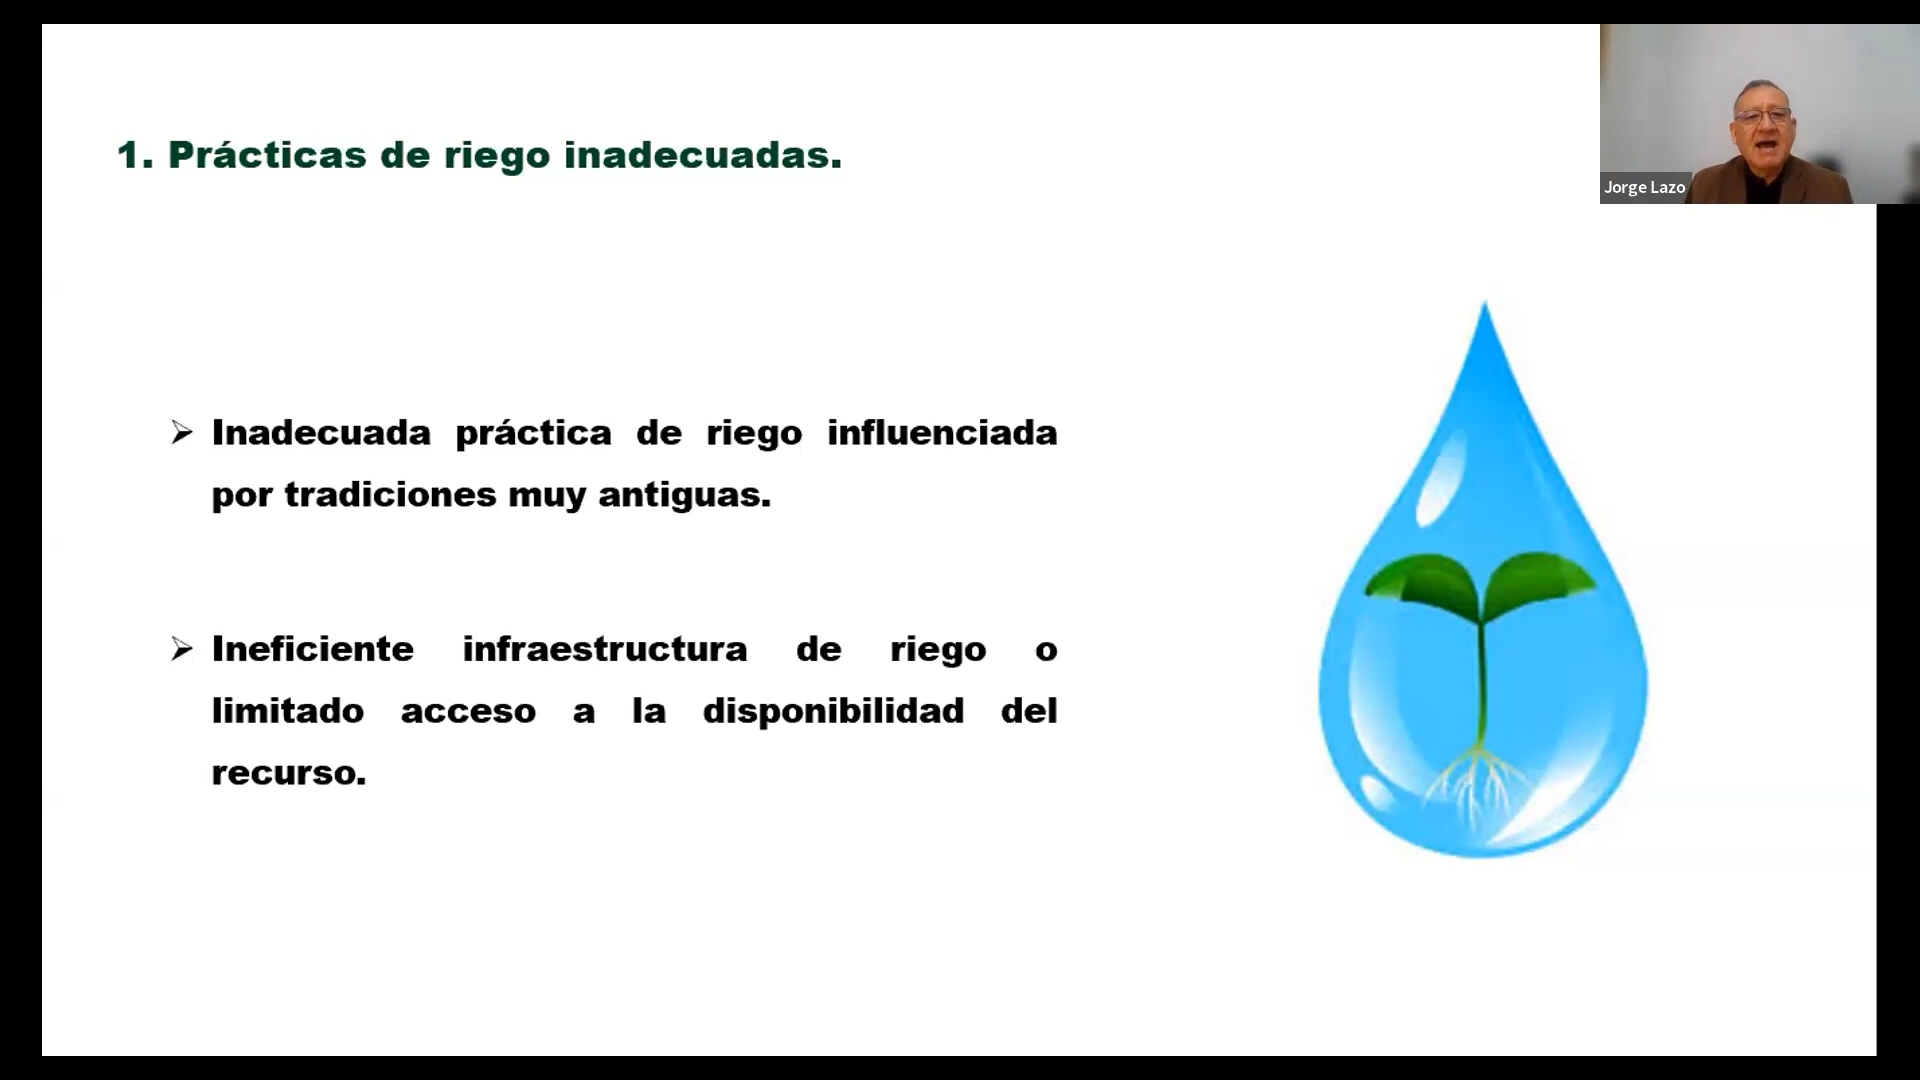 1. Prácticas de riego inadecuadas.
Jorge Lazo
➢ Inadecuada práctica de riego influenciada
por tradiciones muy antiguas.
➢ Ineficiente infraestructura de riego o
limitado acceso a la disponibilidad del
recurso.